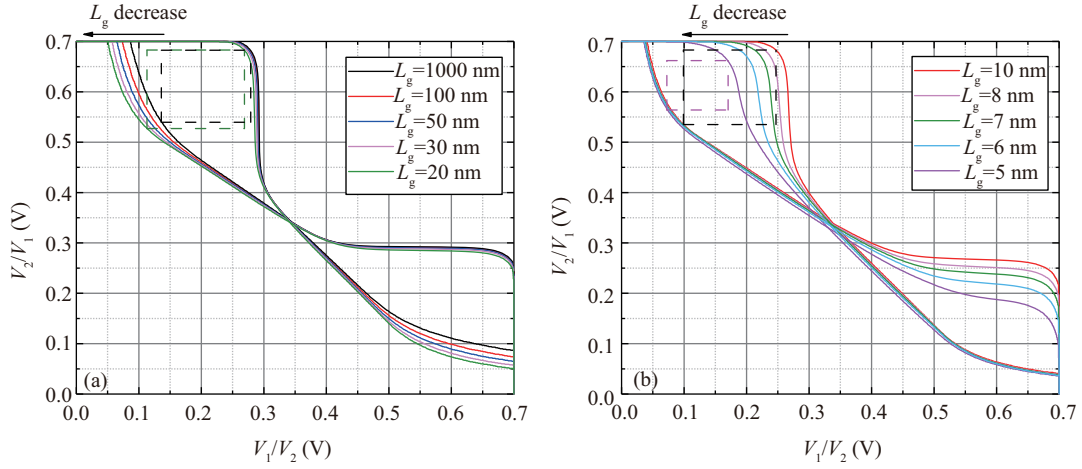 L_g decrease
0.7
0.6
0.5
0.4
0.3
0.2
0.1
0.0
V_2/V_1 (V)
L_g=1000 nm
L_g=100 nm
L_g=50 nm
L_g=30 nm
L_g=20 nm
(a)
0.0 0.1 0.2 0.3 0.4 0.5 0.6 0.7
V_1/V_2 (V)
L_g decrease
0.7
0.6
0.5
0.4
0.3
0.2
0.1
0.0
V_2/V_1 (V)
L_g=10 nm
L_g=8 nm
L_g=7 nm
L_g=6 nm
L_g=5 nm
(b)
0.0 0.1 0.2 0.3 0.4 0.5 0.6 0.7
V_1/V_2 (V)